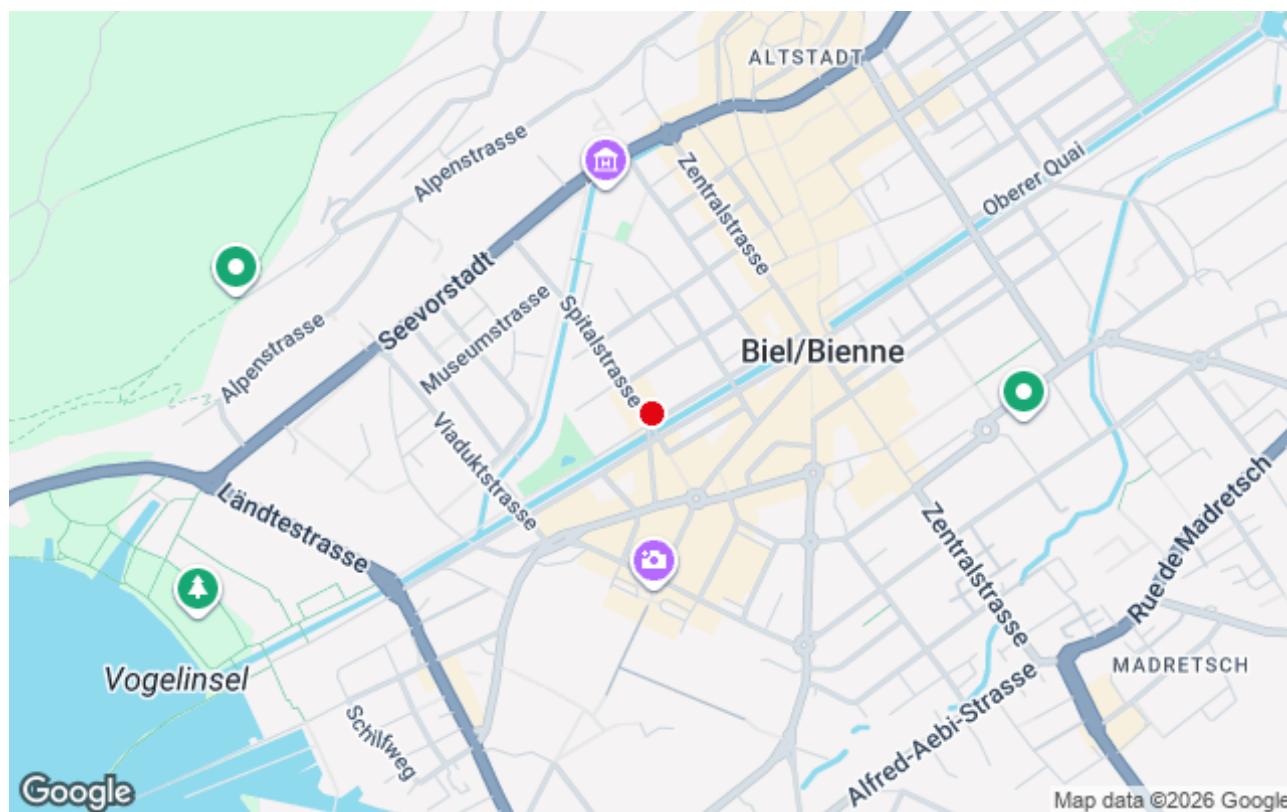 ALTSTADT
Alpenstrasse
Zentralstrasse
Oberer Quai
Seevorstadt
Museumstrasse
Spitalstrasse
Alpenstrasse
Biel/Bienne
Viaduktstrasse
Ländtestrasse
Zentralstrasse
Rue de Madretsch
Vogelinsel
MADRETSCH
Schilfweg
Alfred-Aebi-Strasse
Google
Map data ©2026 Google